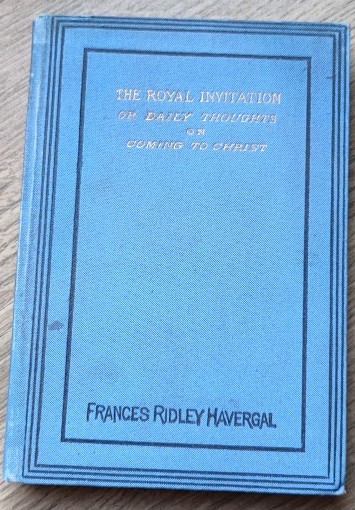 THE ROYAL INVITATION
OR DAILY THOUGHTS
ON
COMING TO CHRIST
FRANCES RIDLEY HAVERGAL